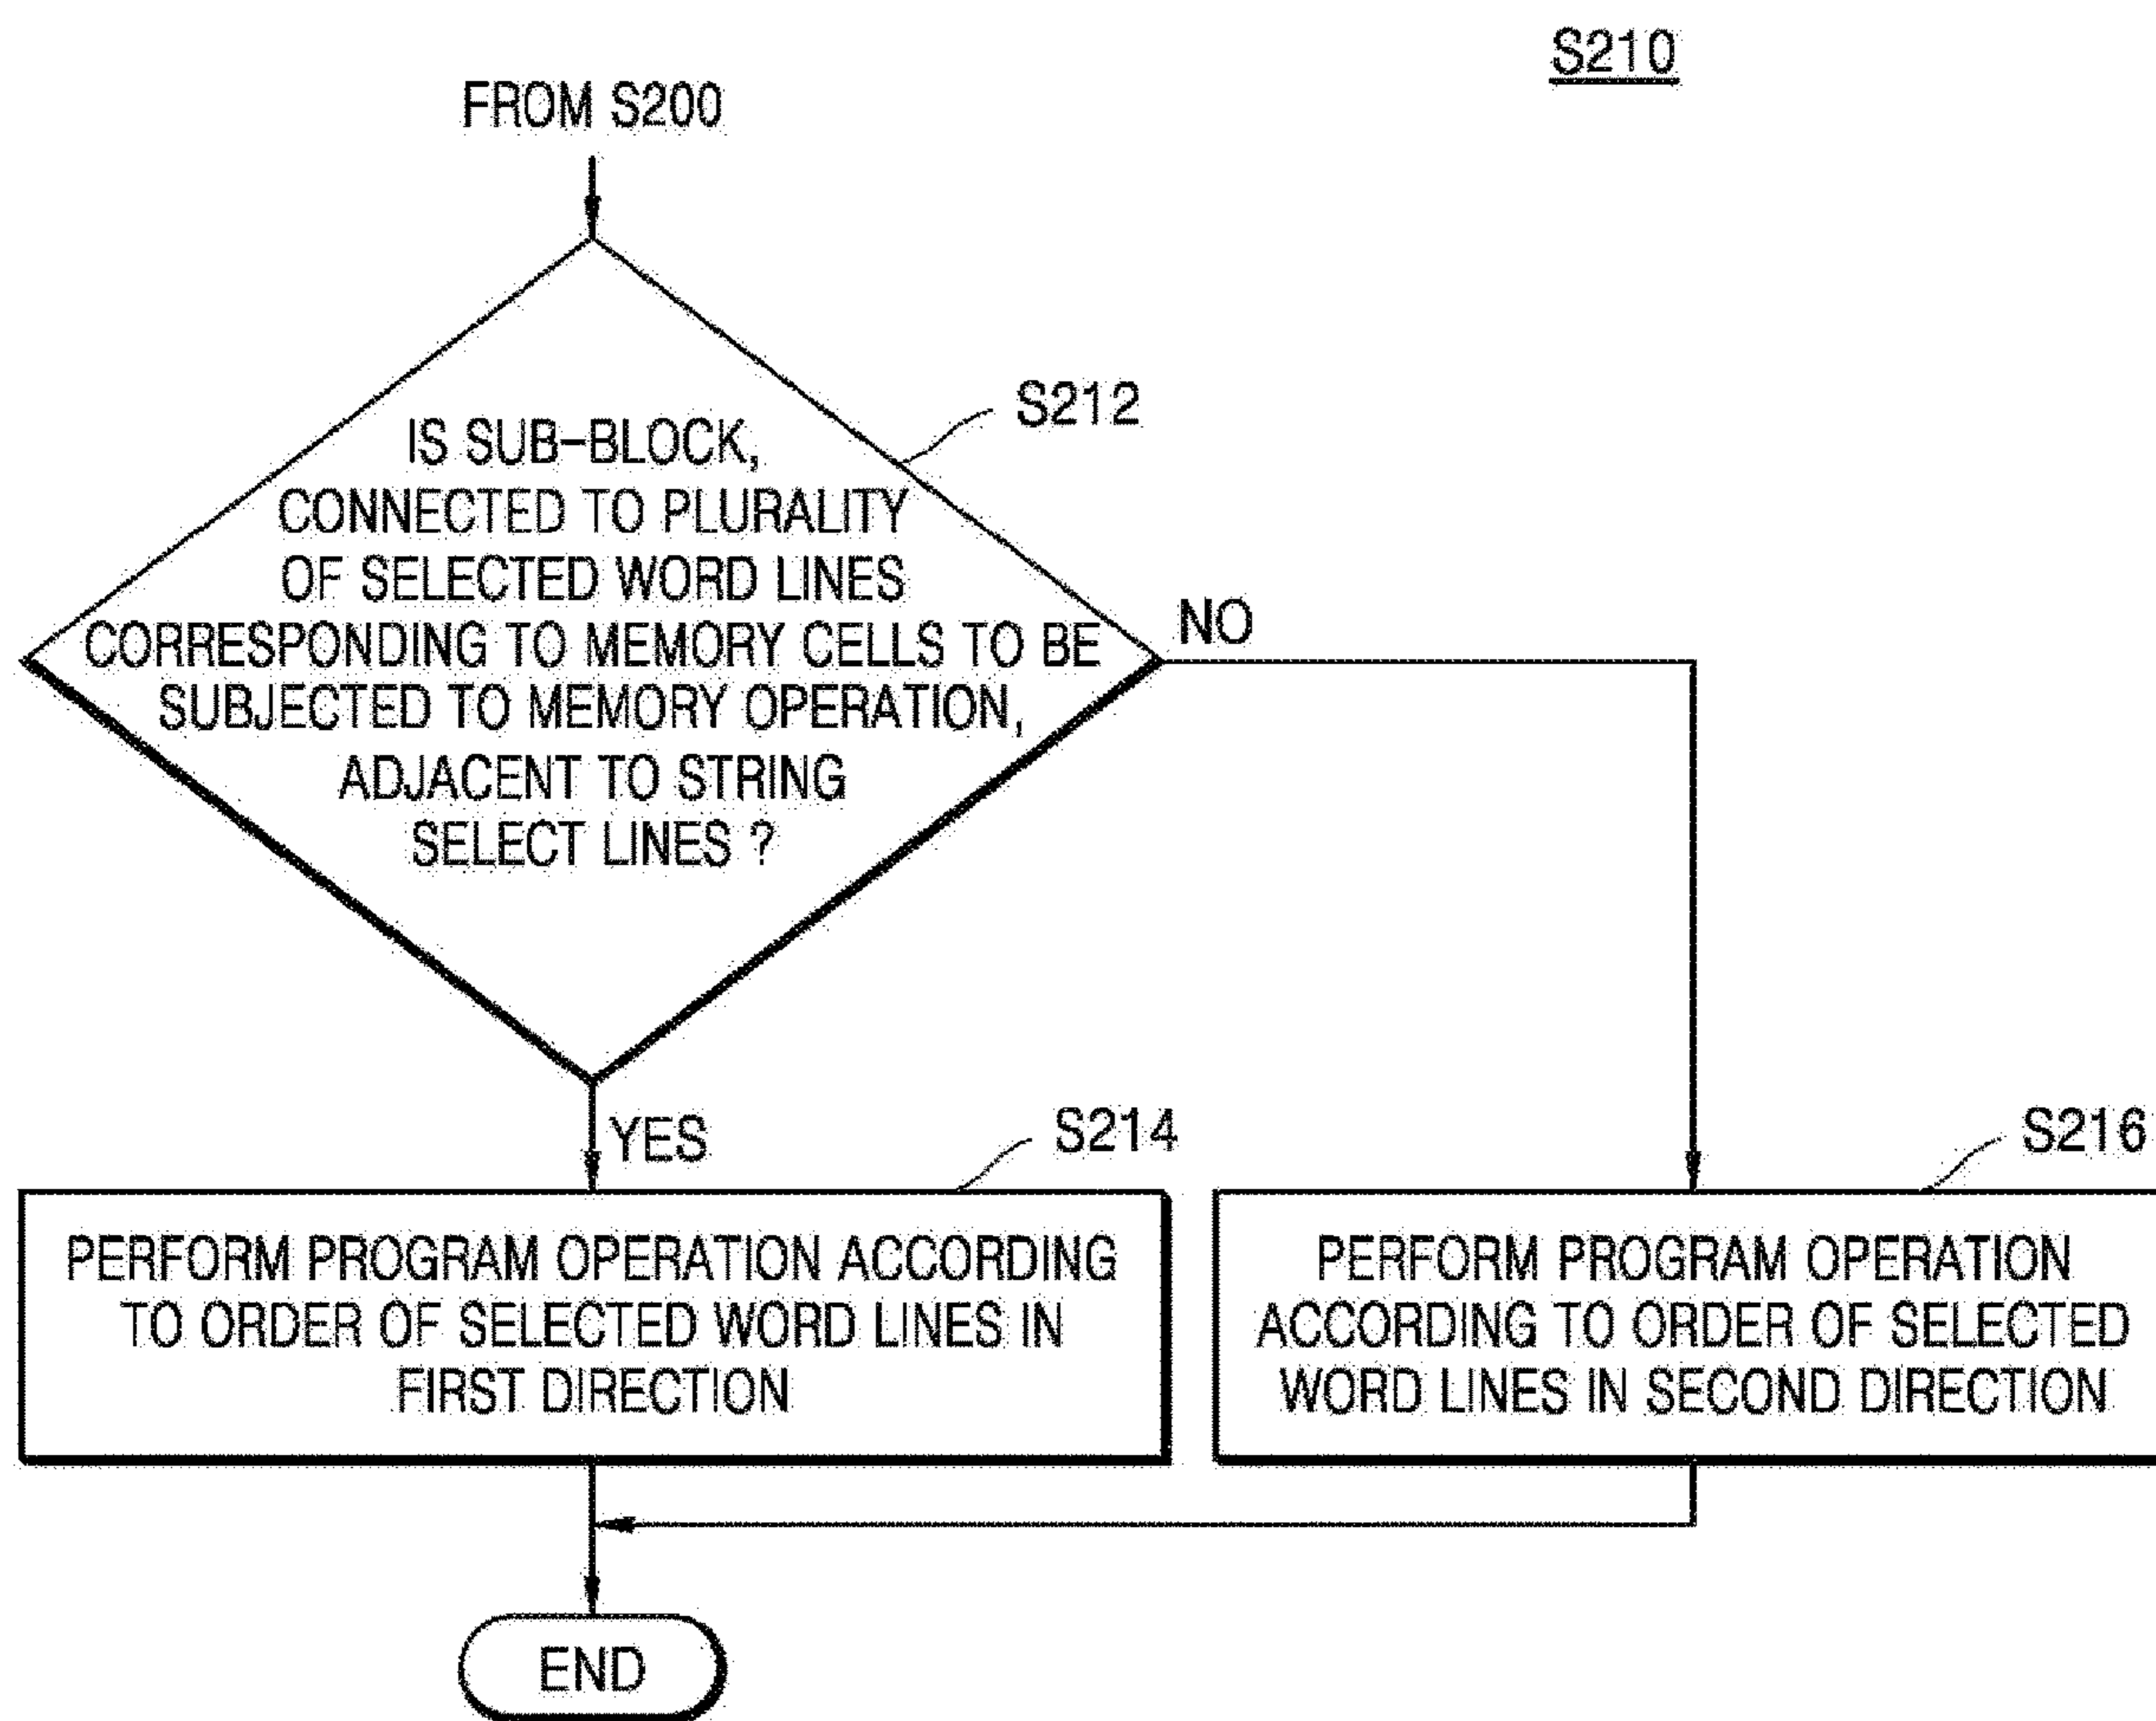 S210
FROM S200
S212
IS SUB-BLOCK,
CONNECTED TO PLURALITY
OF SELECTED WORD LINES
CORRESPONDING TO MEMORY CELLS TO BE
SUBJECTED TO MEMORY OPERATION,
ADJACENT TO STRING
SELECT LINES ?
NO
YES
S214
PERFORM PROGRAM OPERATION ACCORDING
TO ORDER OF SELECTED WORD LINES IN
FIRST DIRECTION
S216
PERFORM PROGRAM OPERATION
ACCORDING TO ORDER OF SELECTED
WORD LINES IN SECOND DIRECTION
END